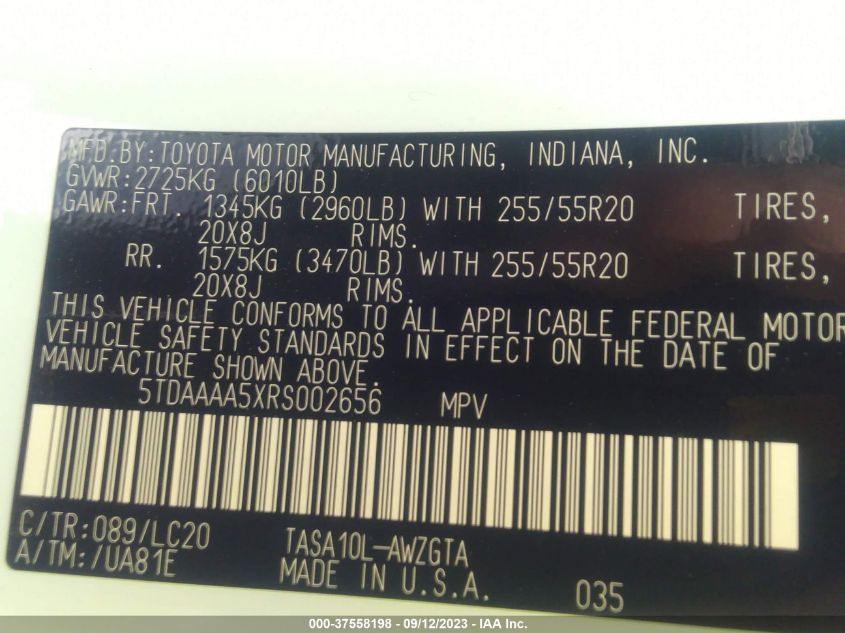 MFD.BY:TOYOTA MOTOR MANUFACTURING, INDIANA, INC.
GVWR:2725KG (6010LB)
GAWR:FRT. 1345KG (2960LB) WITH 255/55R20 TIRES,
20X8J RIMS.
RR. 1575KG (3470LB) WITH 255/55R20 TIRES,
20X8J RIMS.
THIS VEHICLE CONFORMS TO ALL APPLICABLE FEDERAL MOTOR
VEHICLE SAFETY STANDARDS IN EFFECT ON THE DATE OF
MANUFACTURE SHOWN ABOVE.
5TDAAAA5XRS002656 MPV
C/TR:089/LC20 TASA10L-AWZGTA
A/TM:/UA81E MADE IN U.S.A. 035
000-37558198 - 09/12/2023 - IAA Inc.